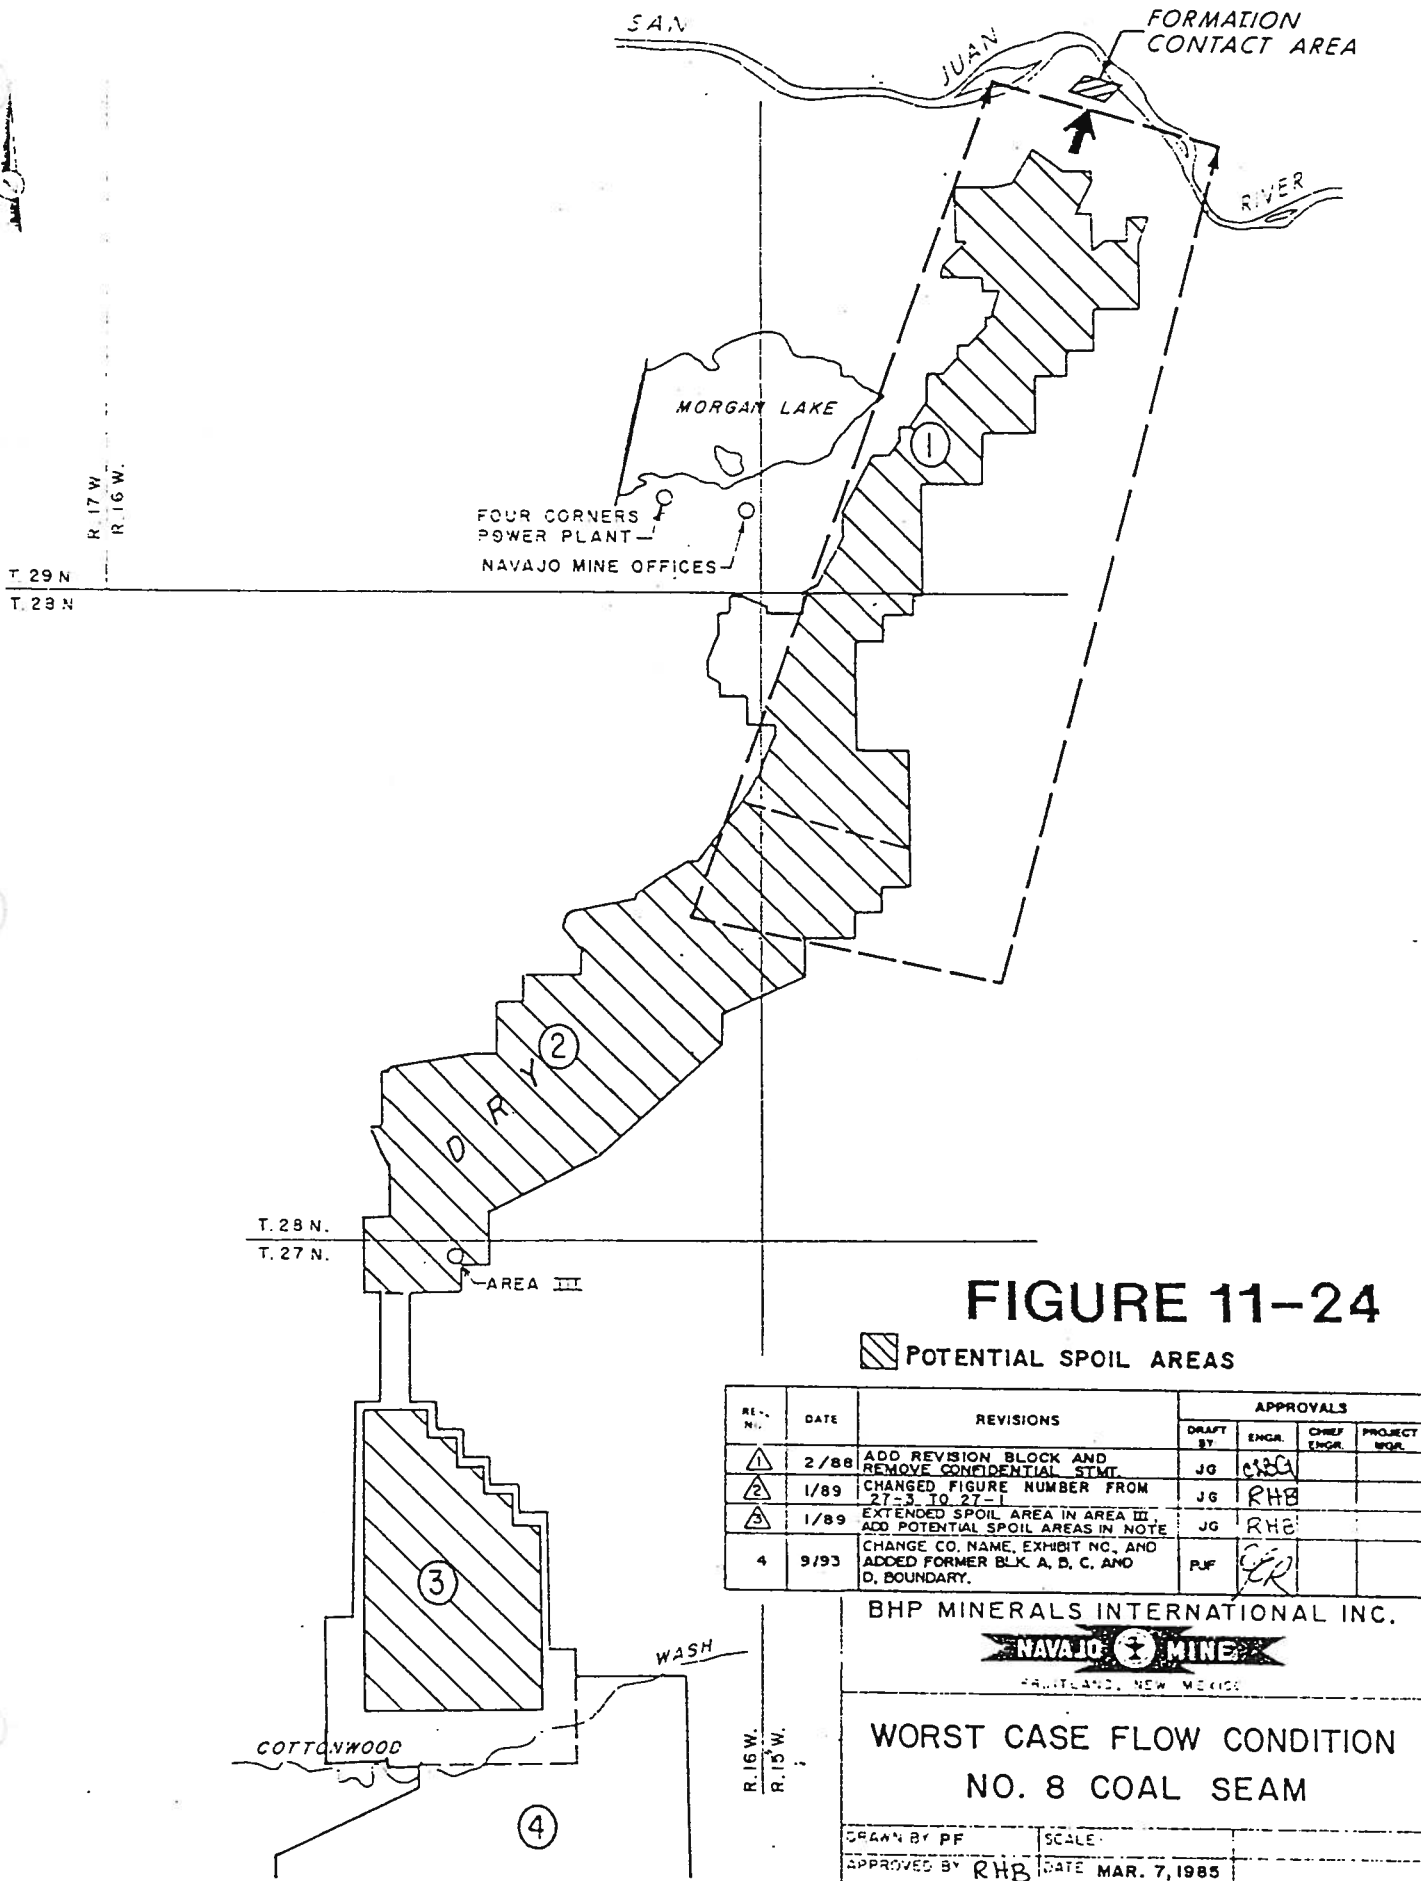 SAN
JUAN
RIVER
FORMATION
CONTACT AREA
R. 17 W
R. 16 W.
MORGAN LAKE
1
FOUR CORNERS
POWER PLANT
NAVAJO MINE OFFICES
T. 29 N
T. 28 N
2
D R Y
T. 28 N.
T. 27 N.
AREA III
3
WASH
COTTONWOOD
4
R. 16 W.
R. 15 W.
FIGURE 11-24
POTENTIAL SPOIL AREAS
DATE REVISIONS APPROVALS
DRAFT BY ENGR. CHIEF ENGR. PROJECT MGR.
1 2/88 ADD REVISION BLOCK AND
REMOVE CONFIDENTIAL STMT. JG
2 1/89 CHANGED FIGURE NUMBER FROM
27-3 TO 27-1 JG RHB
3 1/89 EXTENDED SPOIL AREA IN AREA III,
ADD POTENTIAL SPOIL AREAS IN NOTE JG RHB
4 9/93 CHANGE CO. NAME, EXHIBIT NO., AND
ADDED FORMER BLK. A, B, C, AND
D, BOUNDARY. PJF
BHP MINERALS INTERNATIONAL INC.
NAVAJO MINE
FRUITLAND, NEW MEXICO
WORST CASE FLOW CONDITION
NO. 8 COAL SEAM
DRAWN BY PF SCALE:
APPROVED BY RHB DATE MAR. 7, 1985